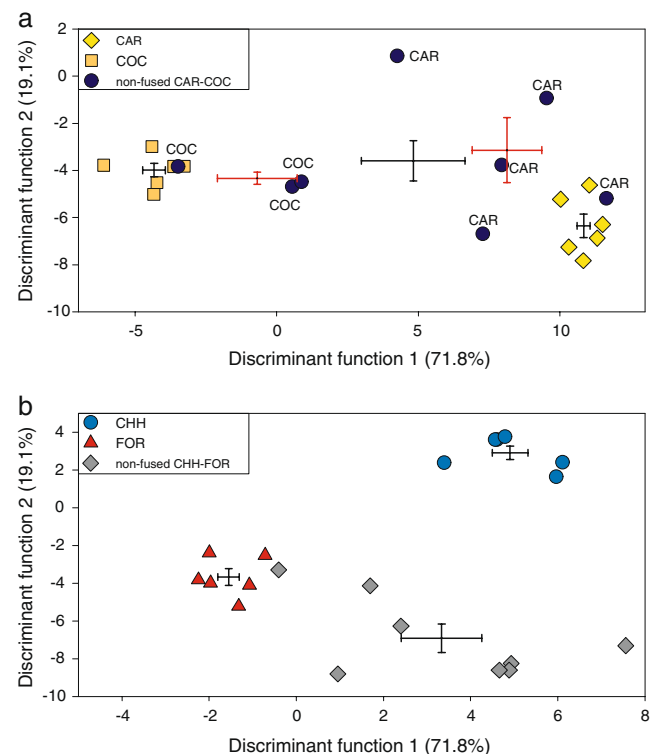 a
2
0
-2
-4
-6
-8
-10
Discriminant function 2 (19.1%)
CAR
COC
non-fused CAR-COC
CAR
CAR
COC
COC
CAR
CAR
COC
CAR
-5
0
5
10
Discriminant function 1 (71.8%)
b
4
2
0
-2
-4
-6
-8
-10
Discriminant function 2 (19.1%)
CHH
FOR
non-fused CHH-FOR
-4
-2
0
2
4
6
8
Discriminant function 1 (71.8%)